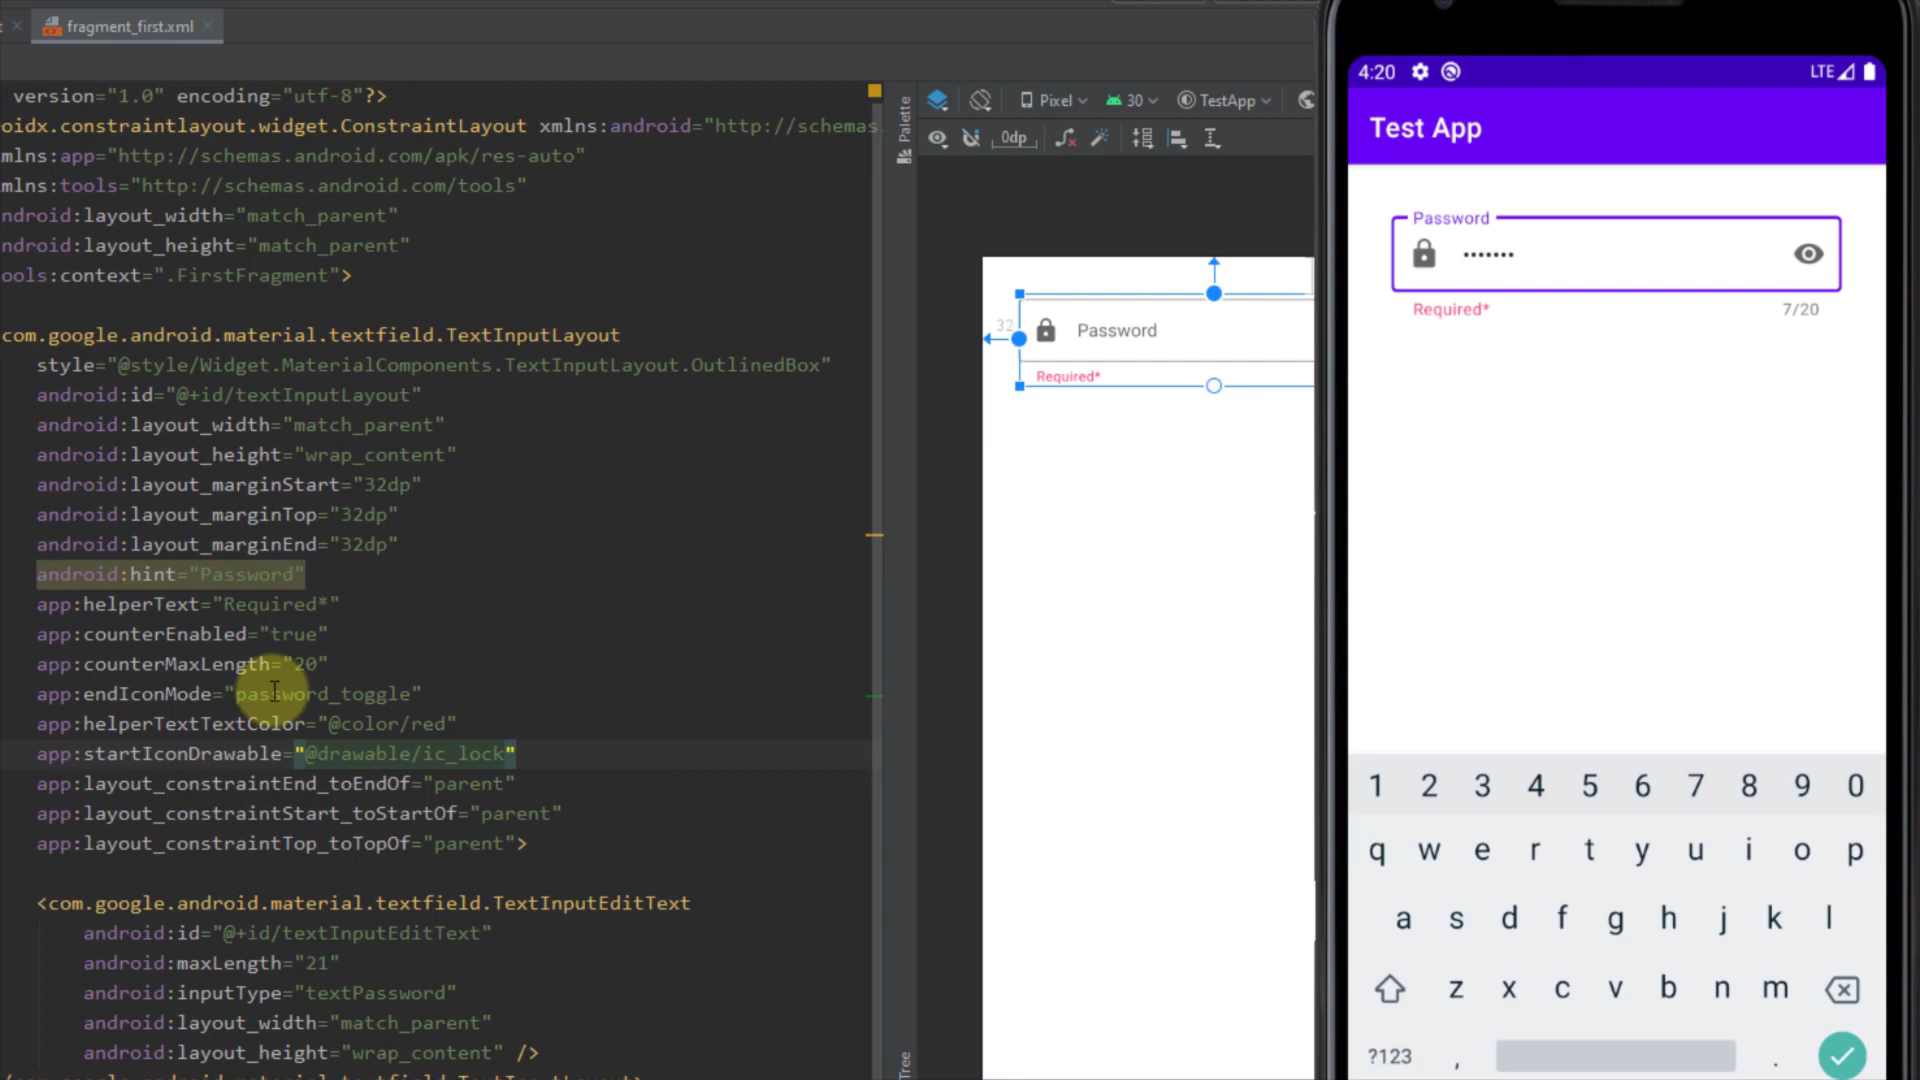 fragment_first.xml
version="1.0" encoding="utf-8"?>
oidx.constraintlayout.widget.ConstraintLayout xmlns:android="http://schemas.
mlns:app="http://schemas.android.com/apk/res-auto"
mlns:tools="http://schemas.android.com/tools"
ndroid:layout_width="match_parent"
ndroid:layout_height="match_parent"
ools:context=".FirstFragment">
com.google.android.material.textfield.TextInputLayout
style="@style/Widget.MaterialComponents.TextInputLayout.OutlinedBox"
android:id="@+id/textInputLayout"
android:layout_width="match_parent"
android:layout_height="wrap_content"
android:layout_marginStart="32dp"
android:layout_marginTop="32dp"
android:layout_marginEnd="32dp"
android:hint="Password"
app:helperText="Required*"
app:counterEnabled="true"
app:counterMaxLength="20"
app:endIconMode="password_toggle"
app:helperTextTextColor="@color/red"
app:startIconDrawable="@drawable/ic_lock"
app:layout_constraintEnd_toEndOf="parent"
app:layout_constraintStart_toStartOf="parent"
app:layout_constraintTop_toTopOf="parent">
<com.google.android.material.textfield.TextInputEditText
android:id="@+id/textInputEditText"
android:maxLength="21"
android:inputType="textPassword"
android:layout_width="match_parent"
android:layout_height="wrap_content" />
Palette
Tree
Pixel 30 TestApp
0dp
32
Password
Required*
4:20 LTE
Test App
Password
•••••••
Required* 7/20
1 2 3 4 5 6 7 8 9 0
q w e r t y u i o p
a s d f g h j k l
z x c v b n m
?123 , .